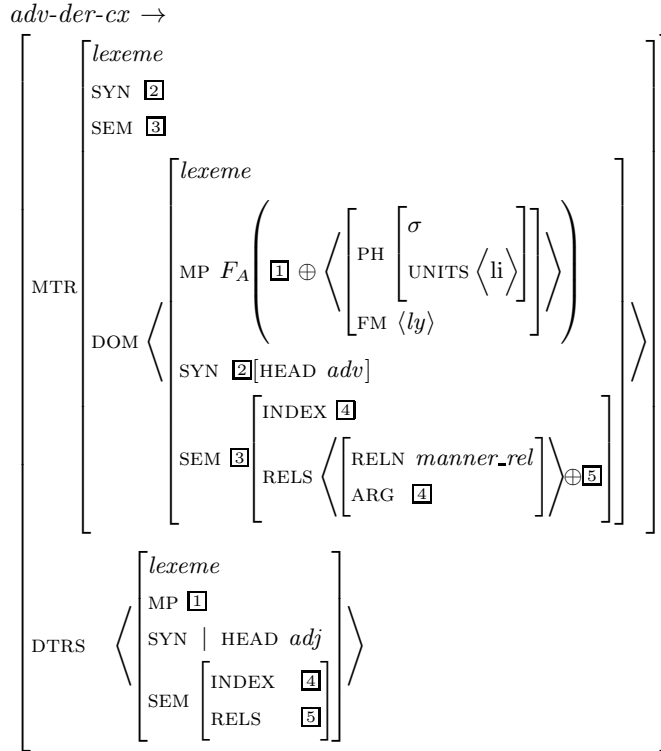 adv-der-cx →
lexeme
SYN 2
SEM 3
lexeme
σ
PH
UNITS ⟨li⟩
MP F_A(1 ⊕ ⟨[ ]⟩)
FM ⟨ly⟩
MTR
DOM
SYN 2[HEAD adv]
INDEX 4
SEM 3
RELN manner_rel
RELS ⟨[ ]⟩⊕5
ARG 4
lexeme
MP 1
DTRS
SYN | HEAD adj
INDEX 4
SEM
RELS 5